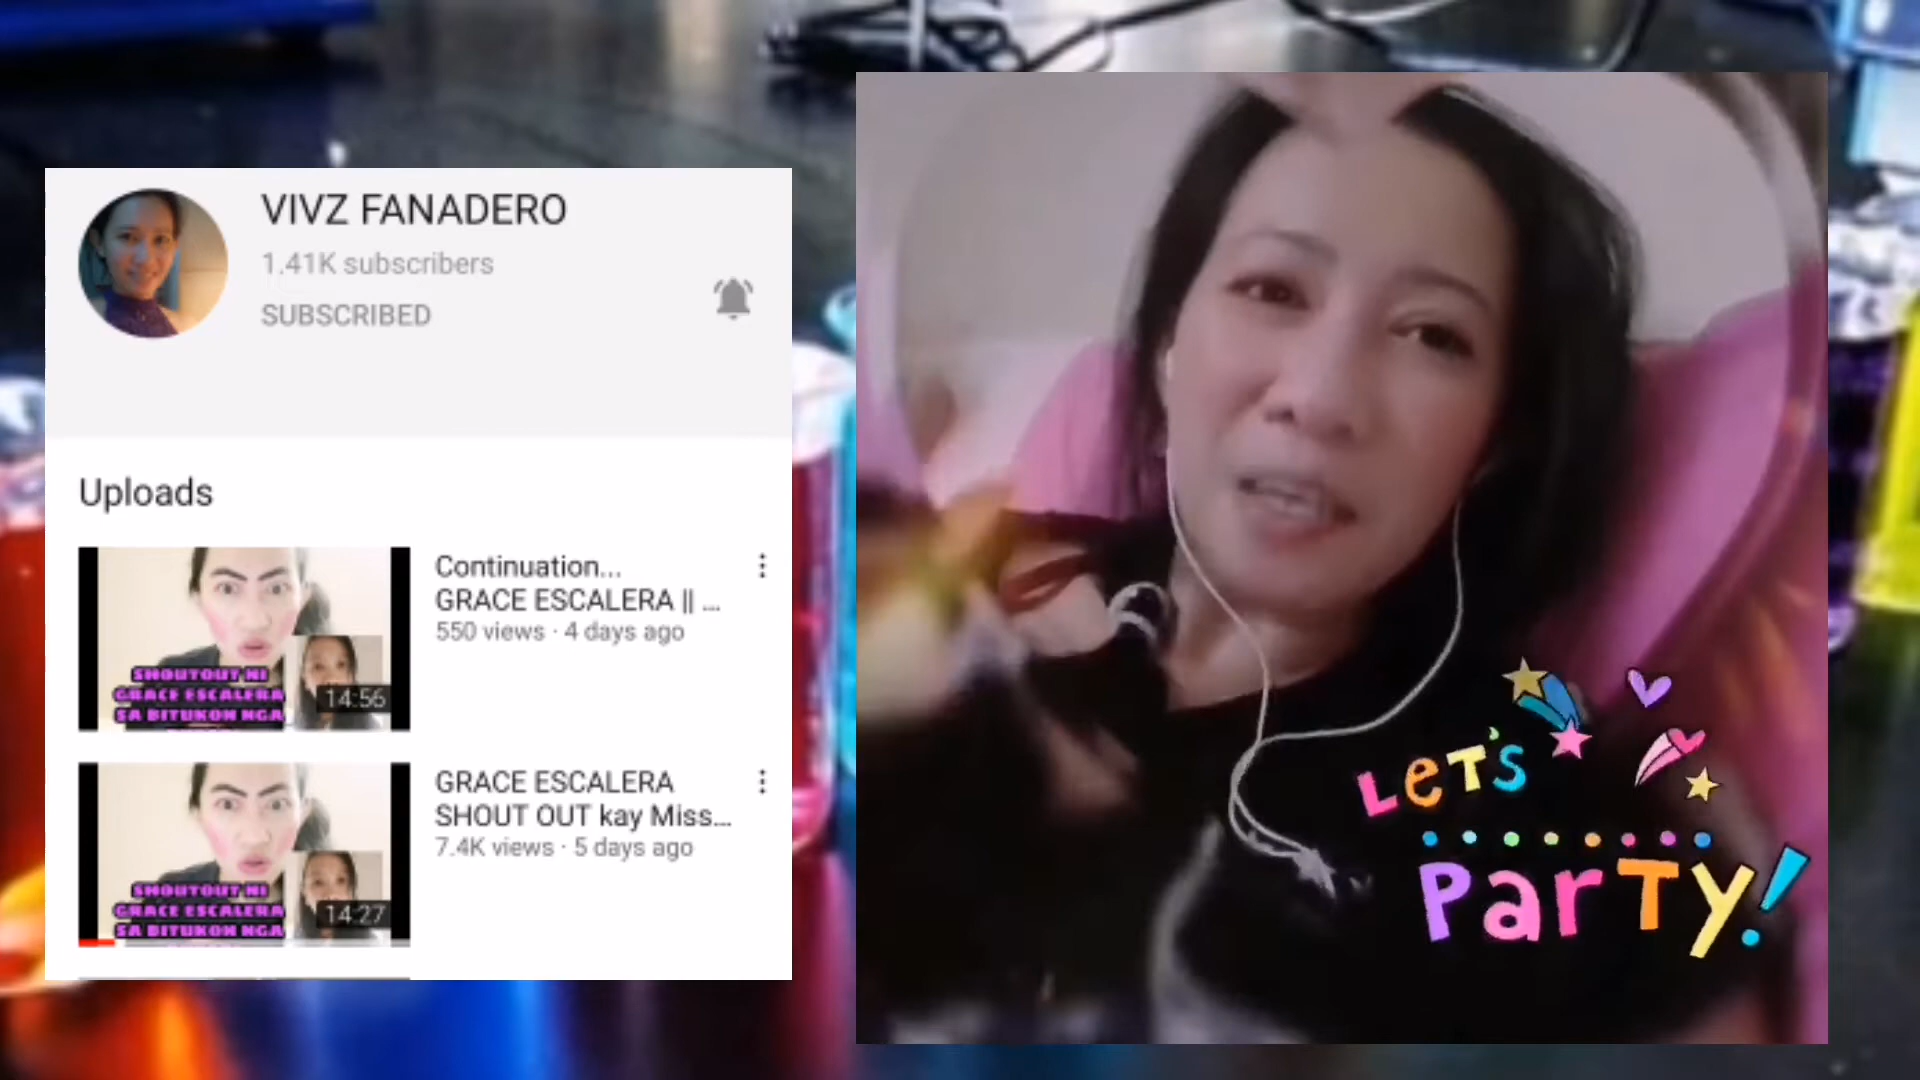 VIVZ FANADERO
1.41K subscribers
SUBSCRIBED
Uploads
Continuation...
GRACE ESCALERA || ...
550 views · 4 days ago
SHOUTOUT NI
GRACE ESCALERA
SA BITUKON NGA
14:56
GRACE ESCALERA
SHOUT OUT kay Miss...
7.4K views · 5 days ago
SHOUTOUT NI
GRACE ESCALERA
SA BITUKON NGA
14:27
LET'S
PARTY!